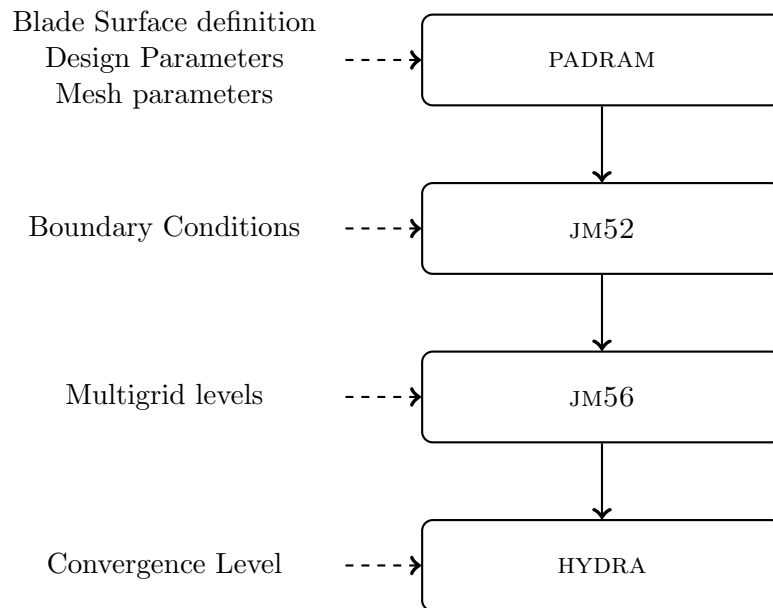 Blade Surface definition
Design Parameters
Mesh parameters
PADRAM
Boundary Conditions
JM52
Multigrid levels
JM56
Convergence Level
HYDRA